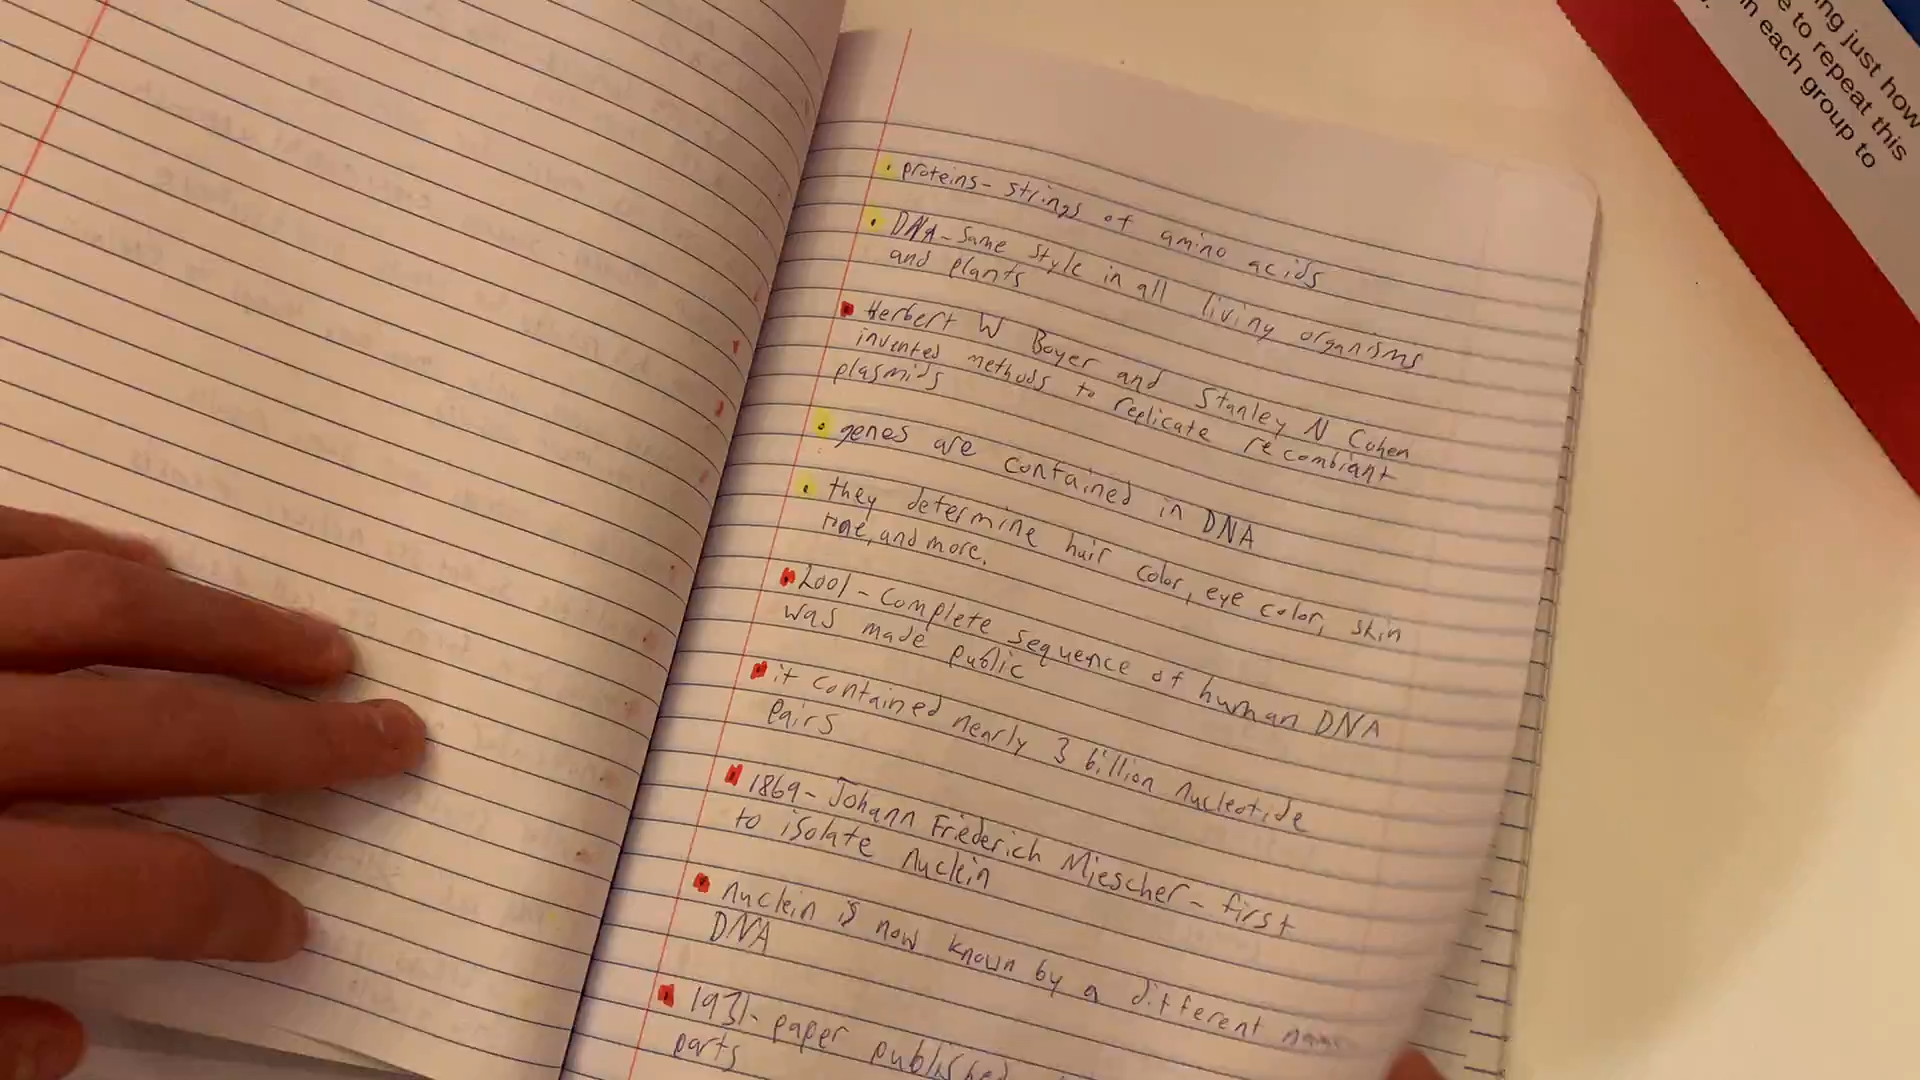 • proteins- strings of amino acids
• DNA- same style in all living organisms
and plants
• Herbert W Boyer and Stanley N Cohen
invented methods to replicate recombiant
plasmids
• genes are contained in DNA
• they determine hair color, eye color, skin
and more.
• 2001- complete sequence of human DNA
was made public
• it contained nearly 3 billion nucleotide
pairs
• 1869- Johann Friederich Miescher- first
to isolate nuclein
• nuclein is now known by a different name
DNA
• 1931- paper published
parts
ing just how
e to repeat this
in each group to